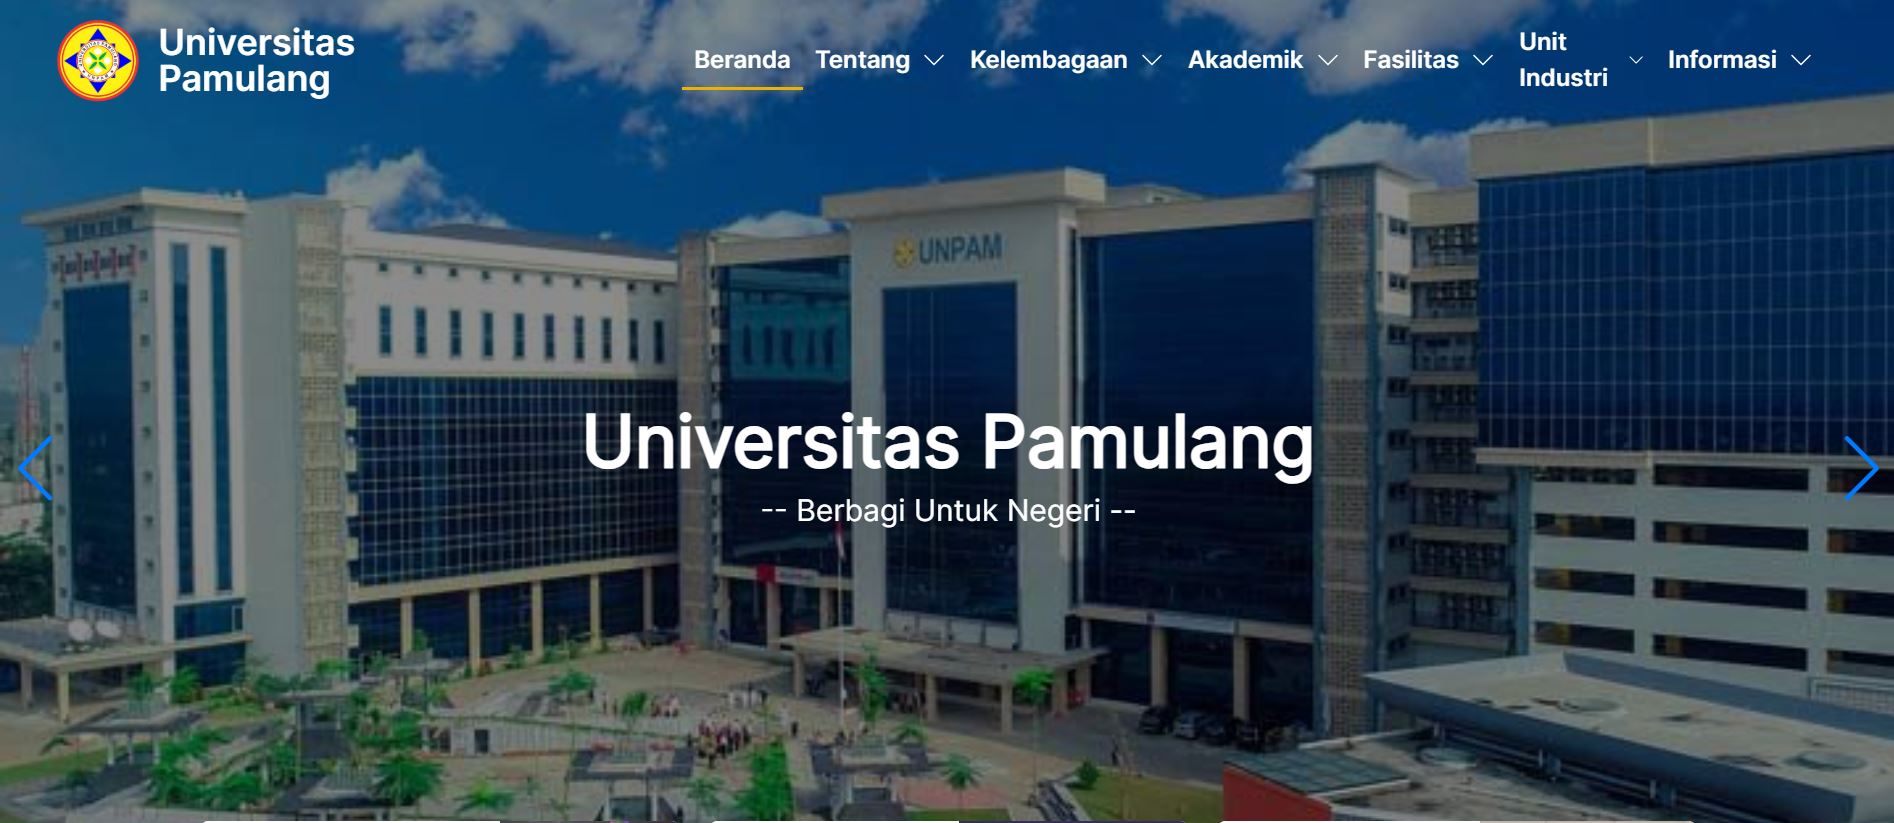 Universitas
Pamulang
Beranda
Tentang
Kelembagaan
Akademik
Fasilitas
Unit
Industri
Informasi
UNPAM
Universitas Pamulang
-- Berbagi Untuk Negeri --